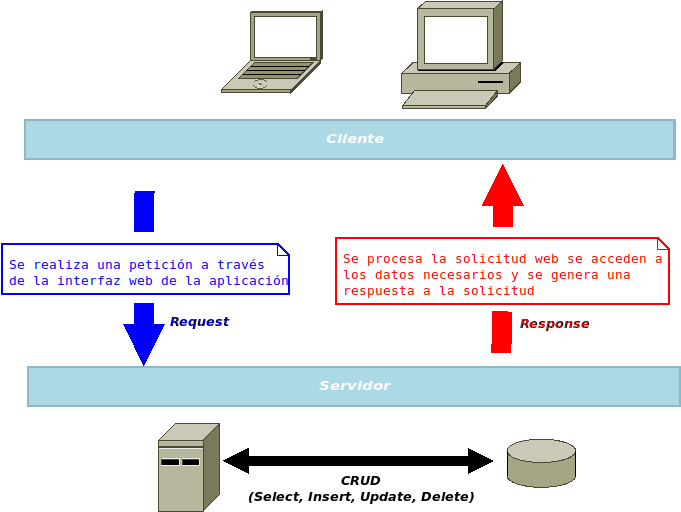 Cliente
Se realiza una petición a través
de la interfaz web de la aplicación
Se procesa la solicitud web se acceden a
los datos necesarios y se genera una
respuesta a la solicitud
Request
Response
Servidor
CRUD
(Select, Insert, Update, Delete)